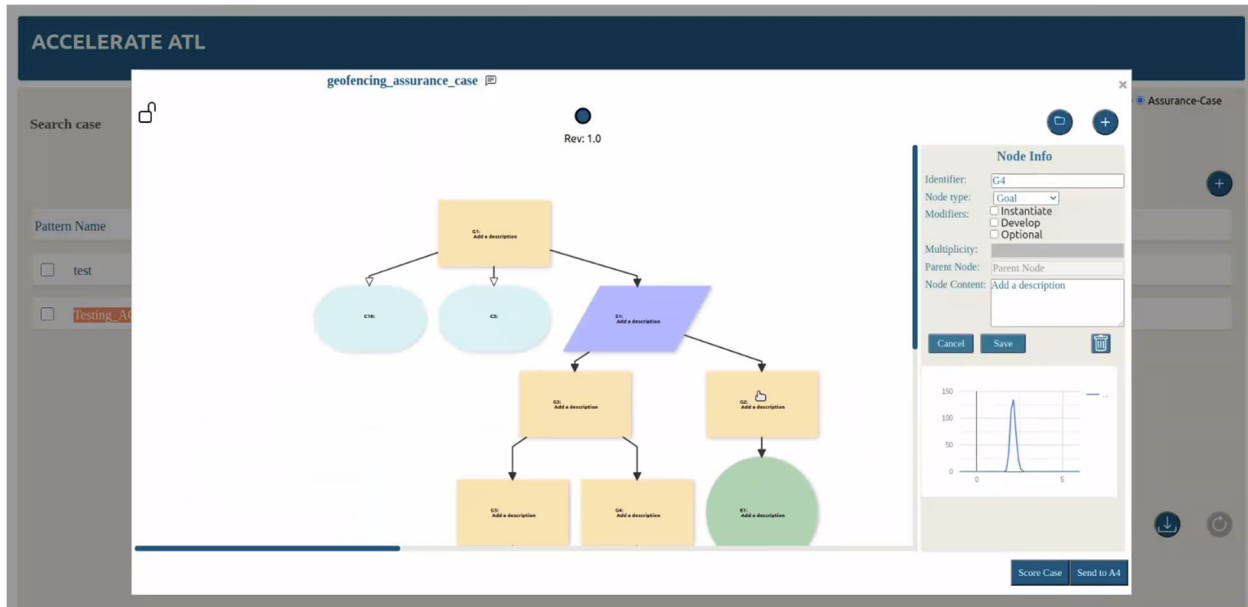 ACCELERATE ATL
geofencing_assurance_case
Assurance-Case
Search case
Rev: 1.0
Node Info
Identifier: G4
Node type: Goal
Modifiers: Instantiate
Develop
Optional
Pattern Name
Multiplicity:
Parent Node: Parent Node
Node Content: Add a description
test
Testing_AC
G1:
Add a description
C10:
C3:
S1:
Add a description
Cancel Save
G3:
Add a description
G2:
Add a description
150
100
50
0
0 5
G5:
Add a description
G4:
Add a description
E1:
Add a description
Score Case Send to A4